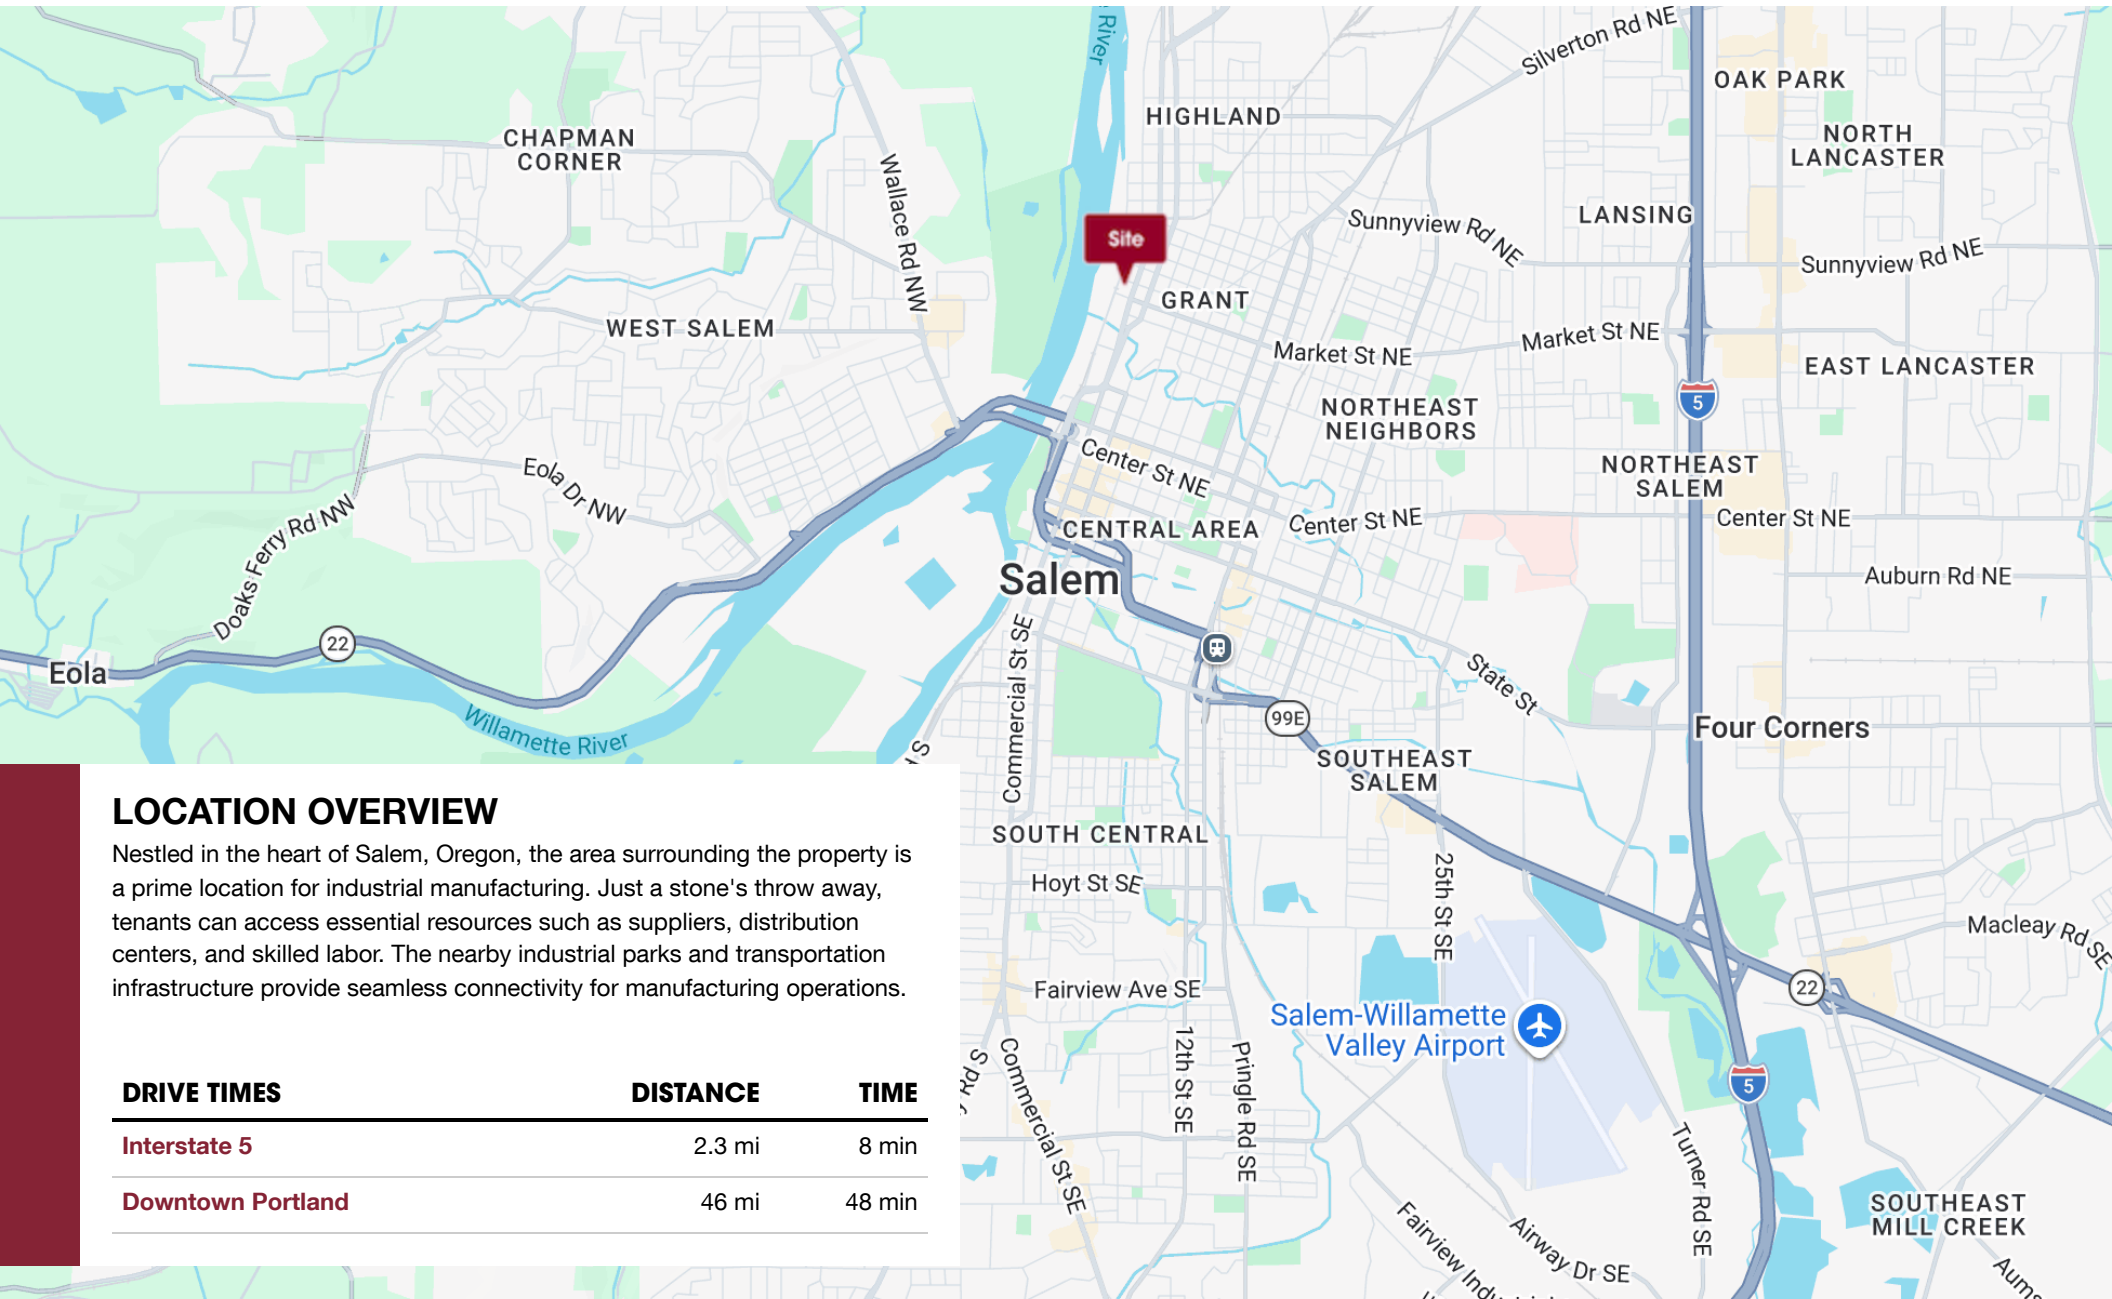 River
Silverton Rd NE
OAK PARK
HIGHLAND
CHAPMAN
CORNER
NORTH
LANCASTER
Wallace Rd NW
LANSING
Sunnyview Rd NE
Site
Sunnyview Rd NE
GRANT
WEST SALEM
Market St NE
Market St NE
EAST LANCASTER
5
NORTHEAST
NEIGHBORS
Center St NE
NORTHEAST
SALEM
Eola Dr NW
Center St NE
Center St NE
CENTRAL AREA
Doaks Ferry Rd NW
Salem
Auburn Rd NE
22
Eola
Commercial St SE
State St
99E
Four Corners
Willamette River
SOUTHEAST
SALEM
S
LOCATION OVERVIEW
Nestled in the heart of Salem, Oregon, the area surrounding the property is
a prime location for industrial manufacturing. Just a stone's throw away,
tenants can access essential resources such as suppliers, distribution
centers, and skilled labor. The nearby industrial parks and transportation
infrastructure provide seamless connectivity for manufacturing operations.
DRIVE TIMES DISTANCE TIME
Interstate 5 2.3 mi 8 min
Downtown Portland 46 mi 48 min
SOUTH CENTRAL
Hoyt St SE
25th St SE
Macleay Rd SE
Fairview Ave SE
22
Salem-Willamette
Valley Airport
12th St SE
Pringle Rd SE
Rd S
Commercial St SE
5
Turner Rd SE
SOUTHEAST
MILL CREEK
Fairview
Airway Dr SE